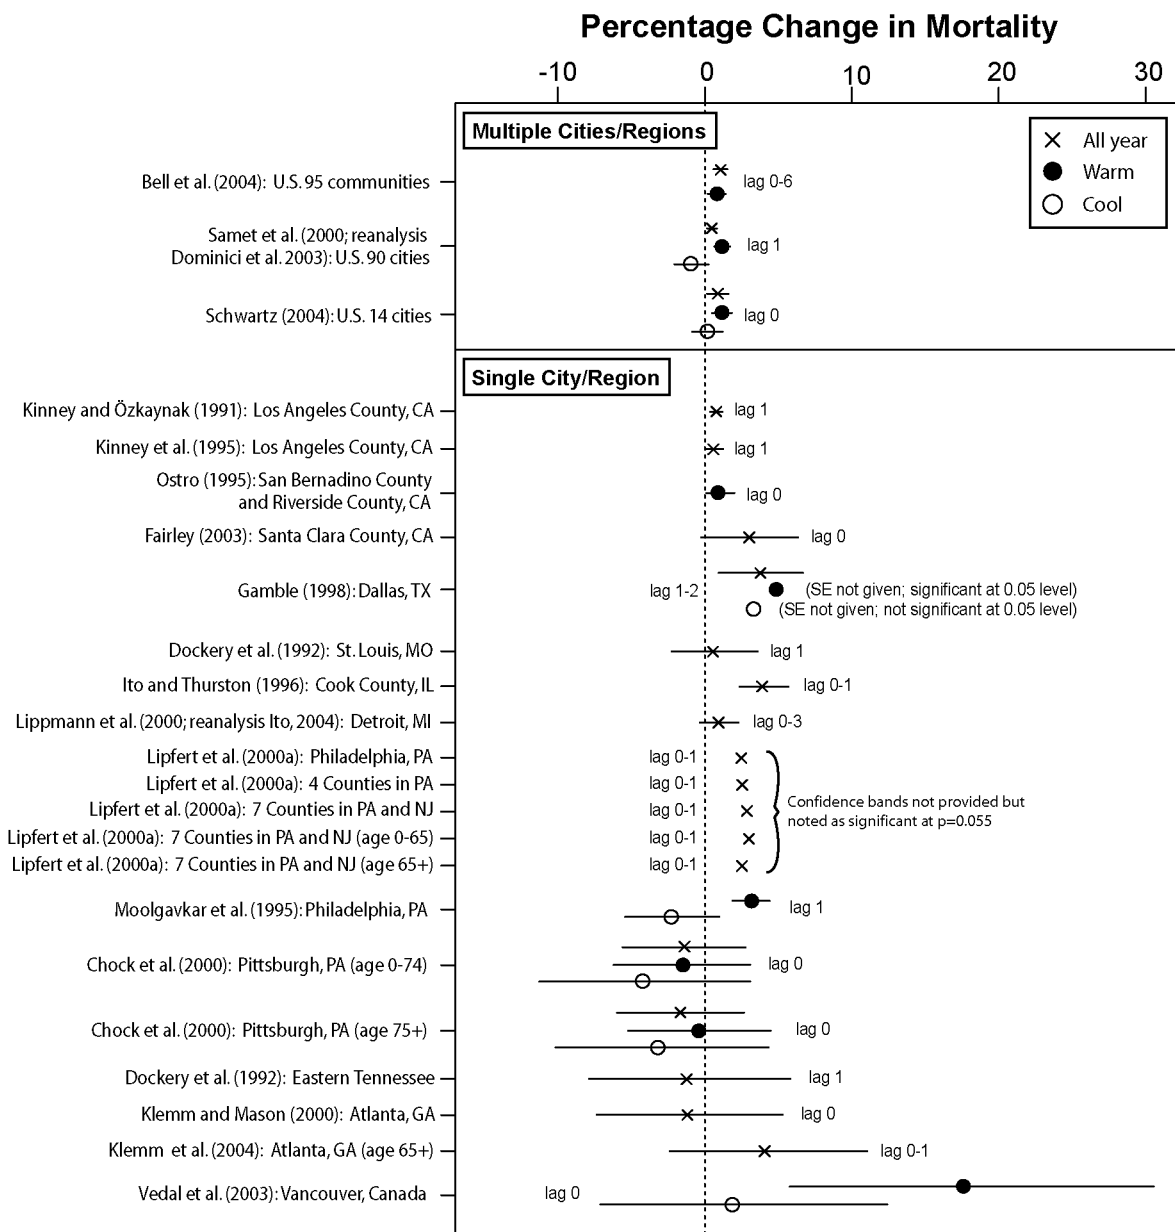 Percentage Change in Mortality
-10 0 10 20 30
Multiple Cities/Regions
All year
Warm
Cool
Bell et al. (2004): U.S. 95 communities
lag 0-6
Samet et al. (2000; reanalysis
Dominici et al. 2003): U.S. 90 cities
lag 1
Schwartz (2004): U.S. 14 cities
lag 0
Single City/Region
Kinney and Özkaynak (1991): Los Angeles County, CA
lag 1
Kinney et al. (1995): Los Angeles County, CA
lag 1
Ostro (1995): San Bernadino County
and Riverside County, CA
lag 0
Fairley (2003): Santa Clara County, CA
lag 0
Gamble (1998): Dallas, TX
lag 1-2
(SE not given; significant at 0.05 level)
(SE not given; not significant at 0.05 level)
Dockery et al. (1992): St. Louis, MO
lag 1
Ito and Thurston (1996): Cook County, IL
lag 0-1
Lippmann et al. (2000; reanalysis Ito, 2004): Detroit, MI
lag 0-3
Lipfert et al. (2000a): Philadelphia, PA
lag 0-1
Lipfert et al. (2000a): 4 Counties in PA
lag 0-1
Lipfert et al. (2000a): 7 Counties in PA and NJ
lag 0-1
Lipfert et al. (2000a): 7 Counties in PA and NJ (age 0-65)
lag 0-1
Lipfert et al. (2000a): 7 Counties in PA and NJ (age 65+)
lag 0-1
Confidence bands not provided but
noted as significant at p=0.055
Moolgavkar et al. (1995): Philadelphia, PA
lag 1
Chock et al. (2000): Pittsburgh, PA (age 0-74)
lag 0
Chock et al. (2000): Pittsburgh, PA (age 75+)
lag 0
Dockery et al. (1992): Eastern Tennessee
lag 1
Klemm and Mason (2000): Atlanta, GA
lag 0
Klemm et al. (2004): Atlanta, GA (age 65+)
lag 0-1
Vedal et al. (2003): Vancouver, Canada
lag 0